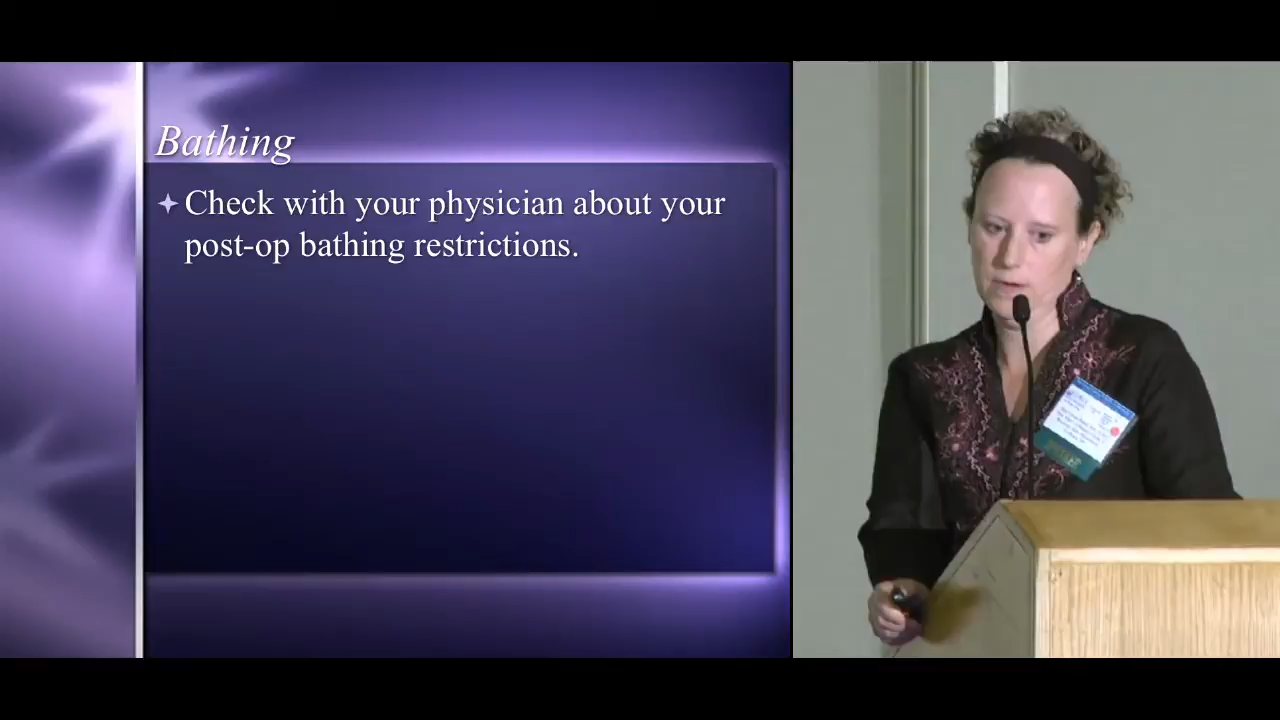 Bathing
Check with your physician about your
post-op bathing restrictions.